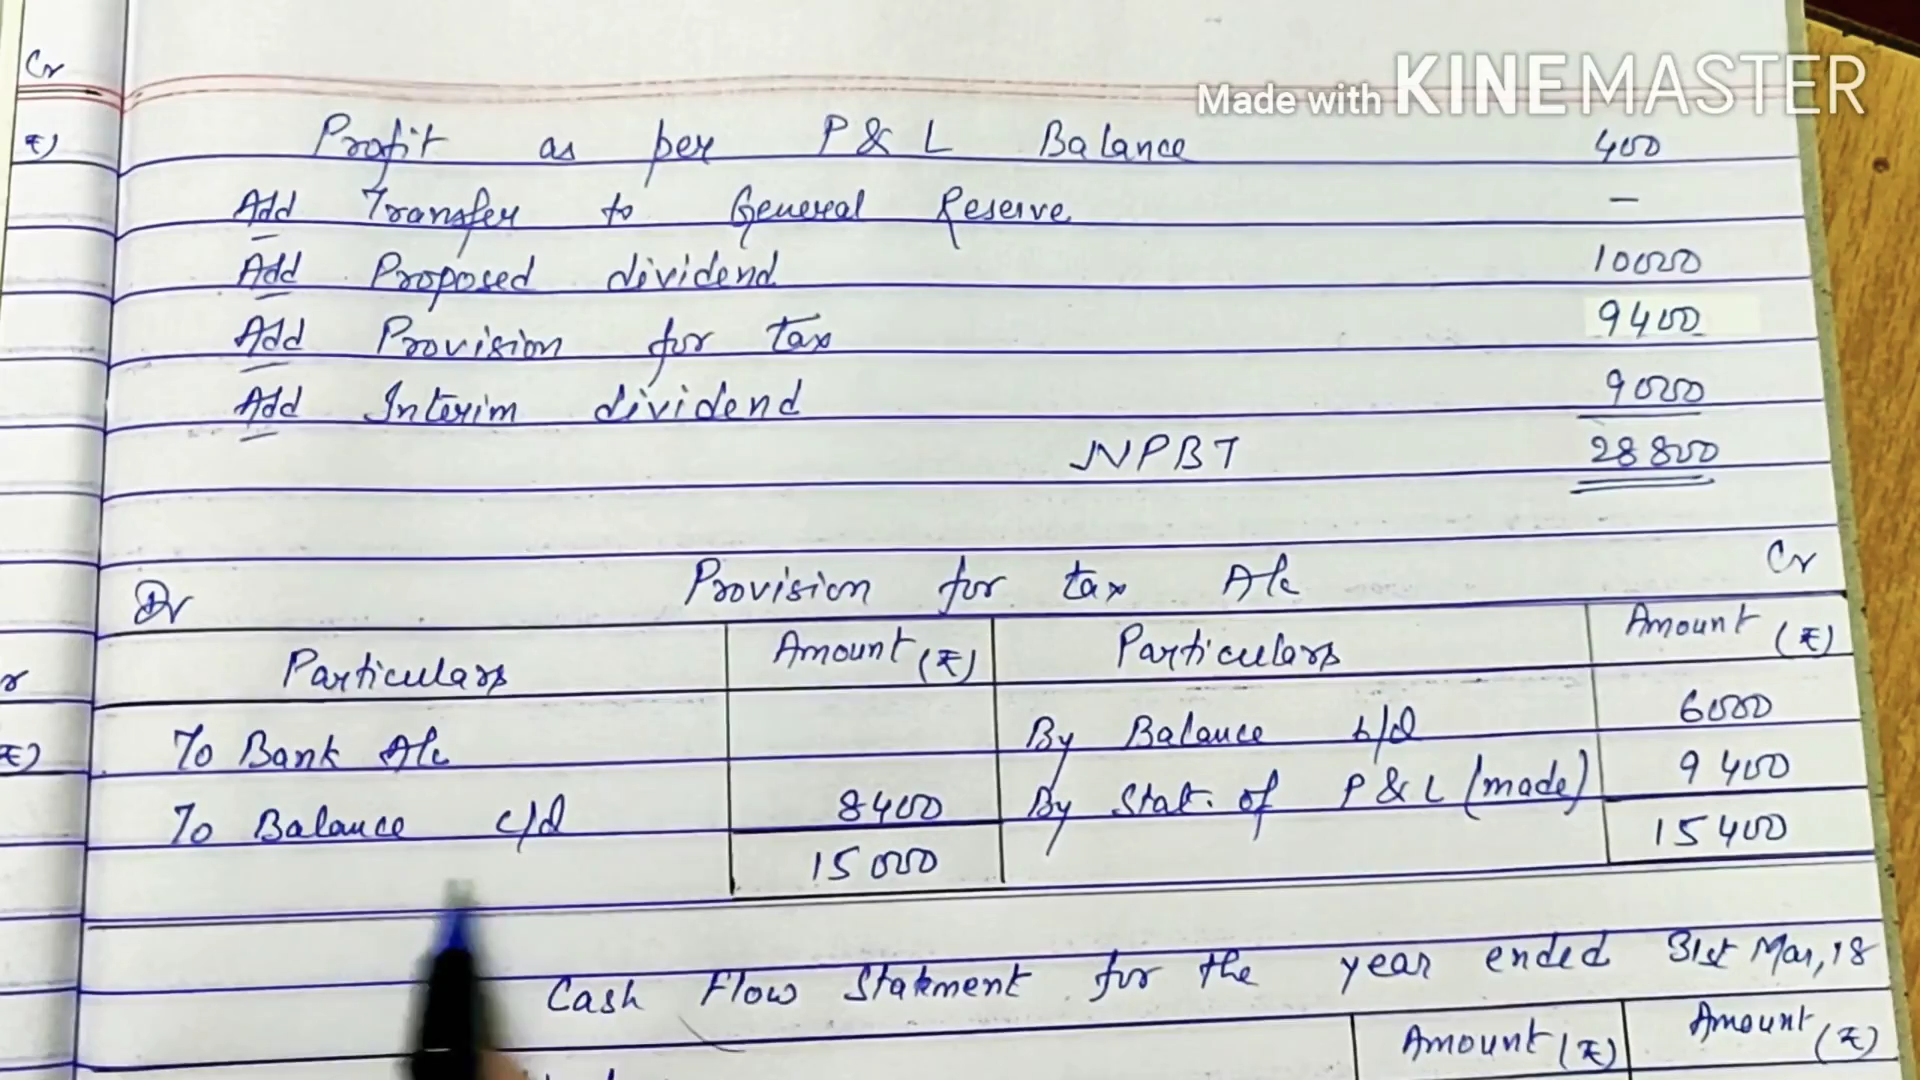 Made with KINEMASTER
Cr
₹)
Profit as per P & L Balance 400
Add Transfer to General Reserve —
Add Proposed dividend 10000
Add Provision for tax 9400
Add Interim dividend 9000
NPBT 28800
Dr Provision for tax A/c Cr
Particulars Amount (₹) Particulars Amount (₹)
To Bank A/c By Balance b/d 6000
To Balance c/d 8400 By Stat. of P & L (made) 9400
15000 15400
r
₹)
Cash Flow Statement for the year ended 31st Mar, 18
Amount (₹) Amount (₹)